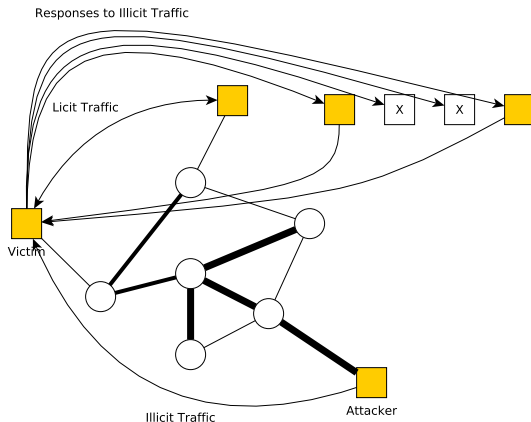 Responses to Illicit Traffic
Licit Traffic
X
X
Victim
Attacker
Illicit Traffic